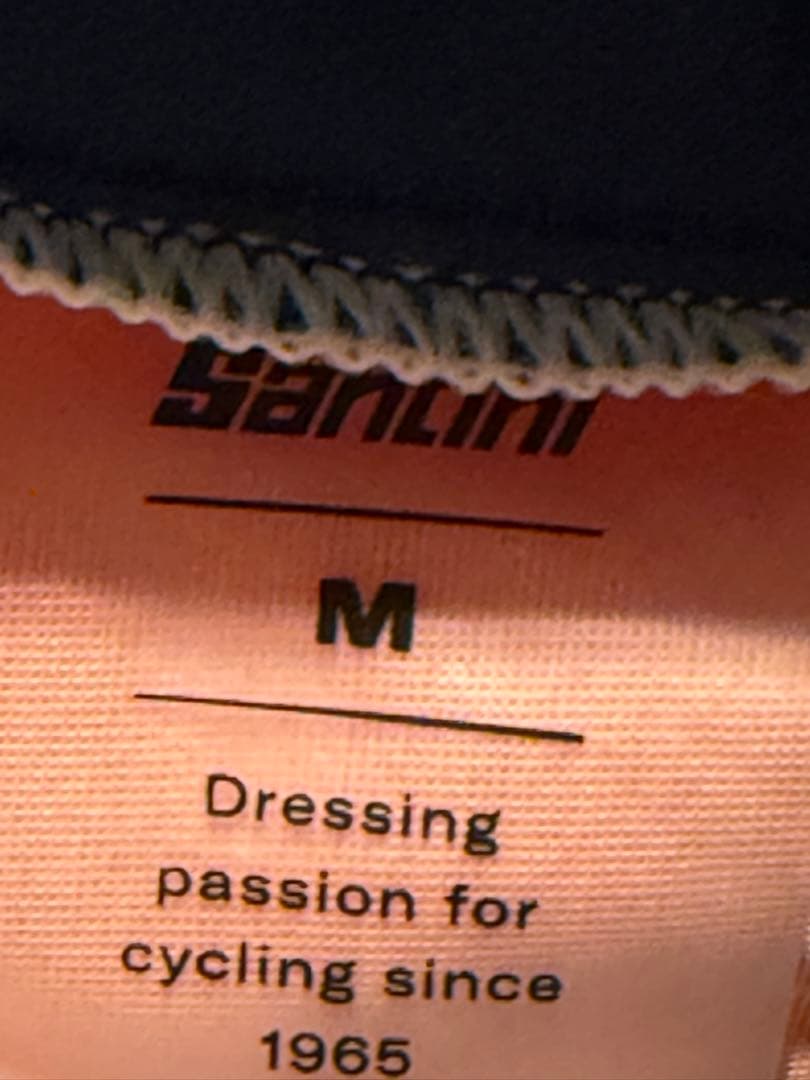 Santini
M
Dressing
passion for
cycling since
1965